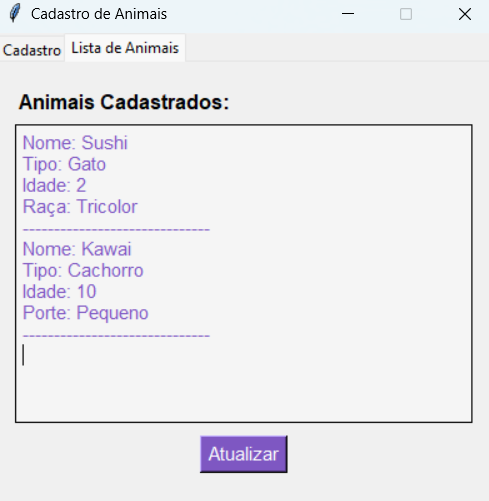 Cadastro de Animais
Cadastro Lista de Animais
Animais Cadastrados:
Nome: Sushi
Tipo: Gato
Idade: 2
Raça: Tricolor
------------------------------
Nome: Kawai
Tipo: Cachorro
Idade: 10
Porte: Pequeno
------------------------------
Atualizar